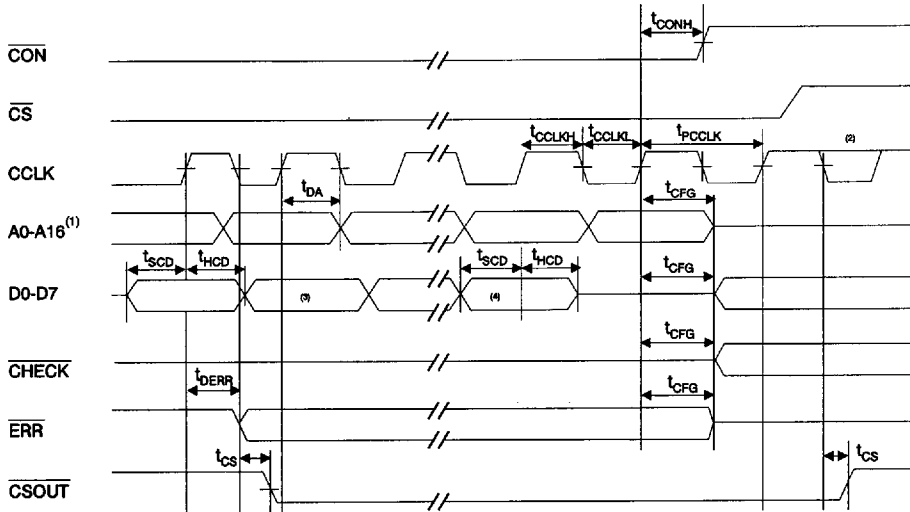 tCONH
CON
CS
tCCLKH tCCLKL tPCCLK (2)
CCLK
tDA tCFG
A0-A16(1)
tSCD tHCD tSCD tHCD tCFG
D0-D7 (3) (4)
tCFG
CHECK
tDERR tCFG
ERR
tCS tCS
CSOUT